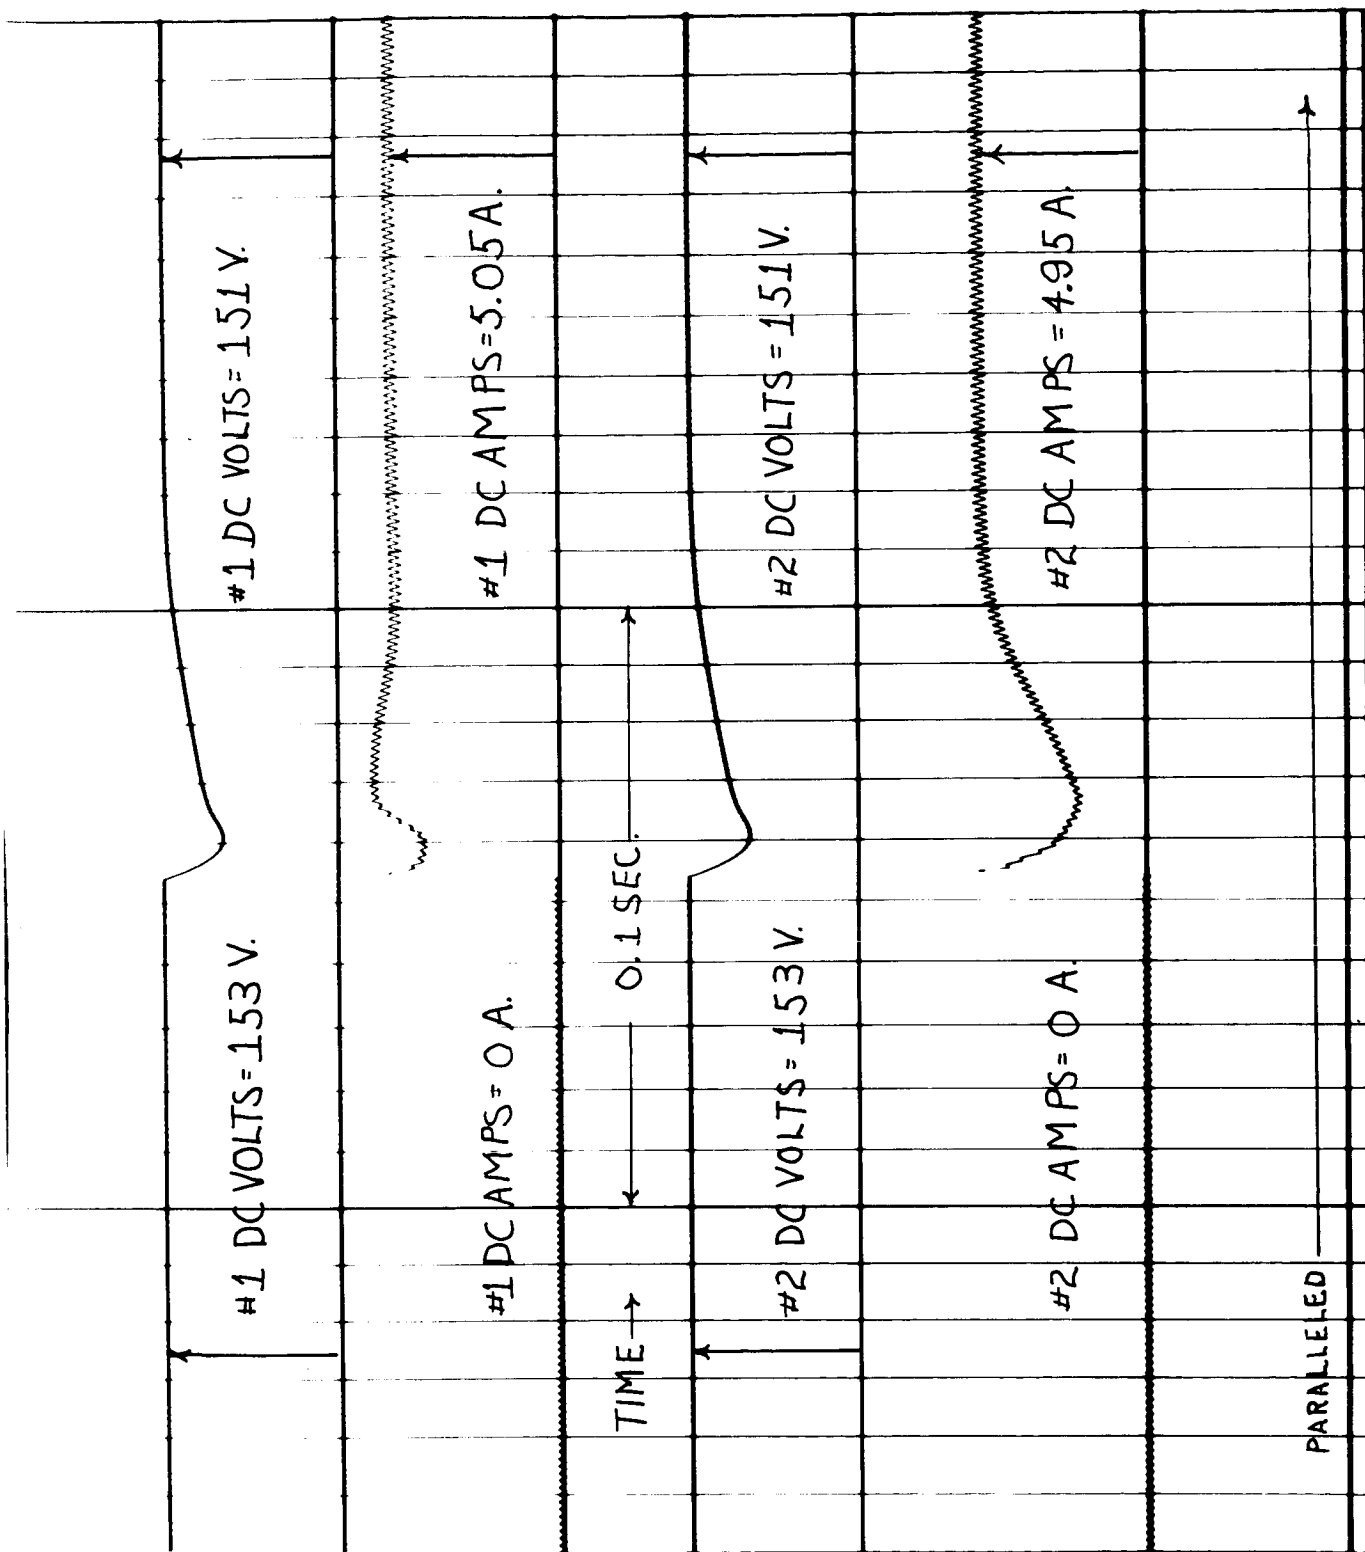 #1 DC VOLTS = 153 V.
#1 DC VOLTS = 151 V.
#1 DC AMPS = 0 A.
#1 DC AMPS = 5.05 A.
TIME →
0.1 SEC.
#2 DC VOLTS = 153 V.
#2 DC VOLTS = 151 V.
#2 DC AMPS = 0 A.
#2 DC AMPS = 4.95 A.
PARALLELED